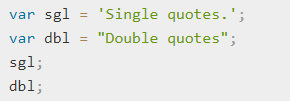 var sgl = 'Single quotes.';
var dbl = "Double quotes";
sgl;
dbl;